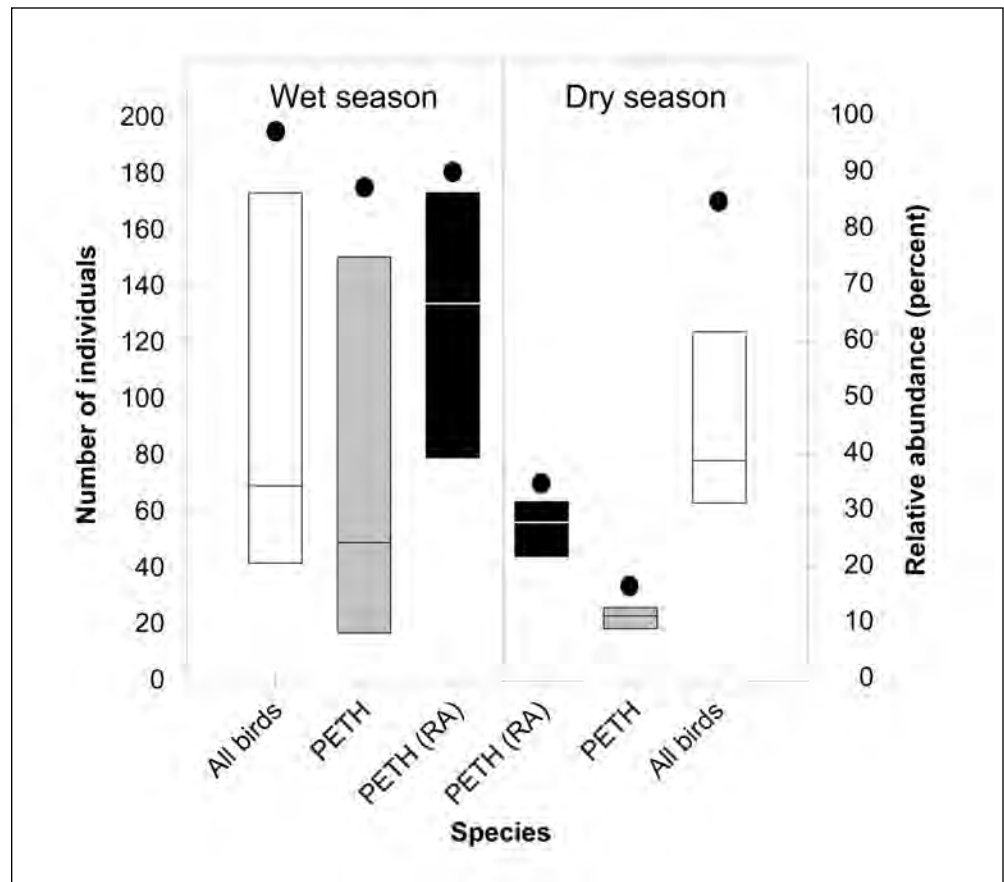 Wet season
Dry season
Number of individuals
200
180
160
140
120
100
80
60
40
20
0
Relative abundance (percent)
100
90
80
70
60
50
40
30
20
10
0
All birds
PETH
PETH (RA)
PETH (RA)
PETH
All birds
Species